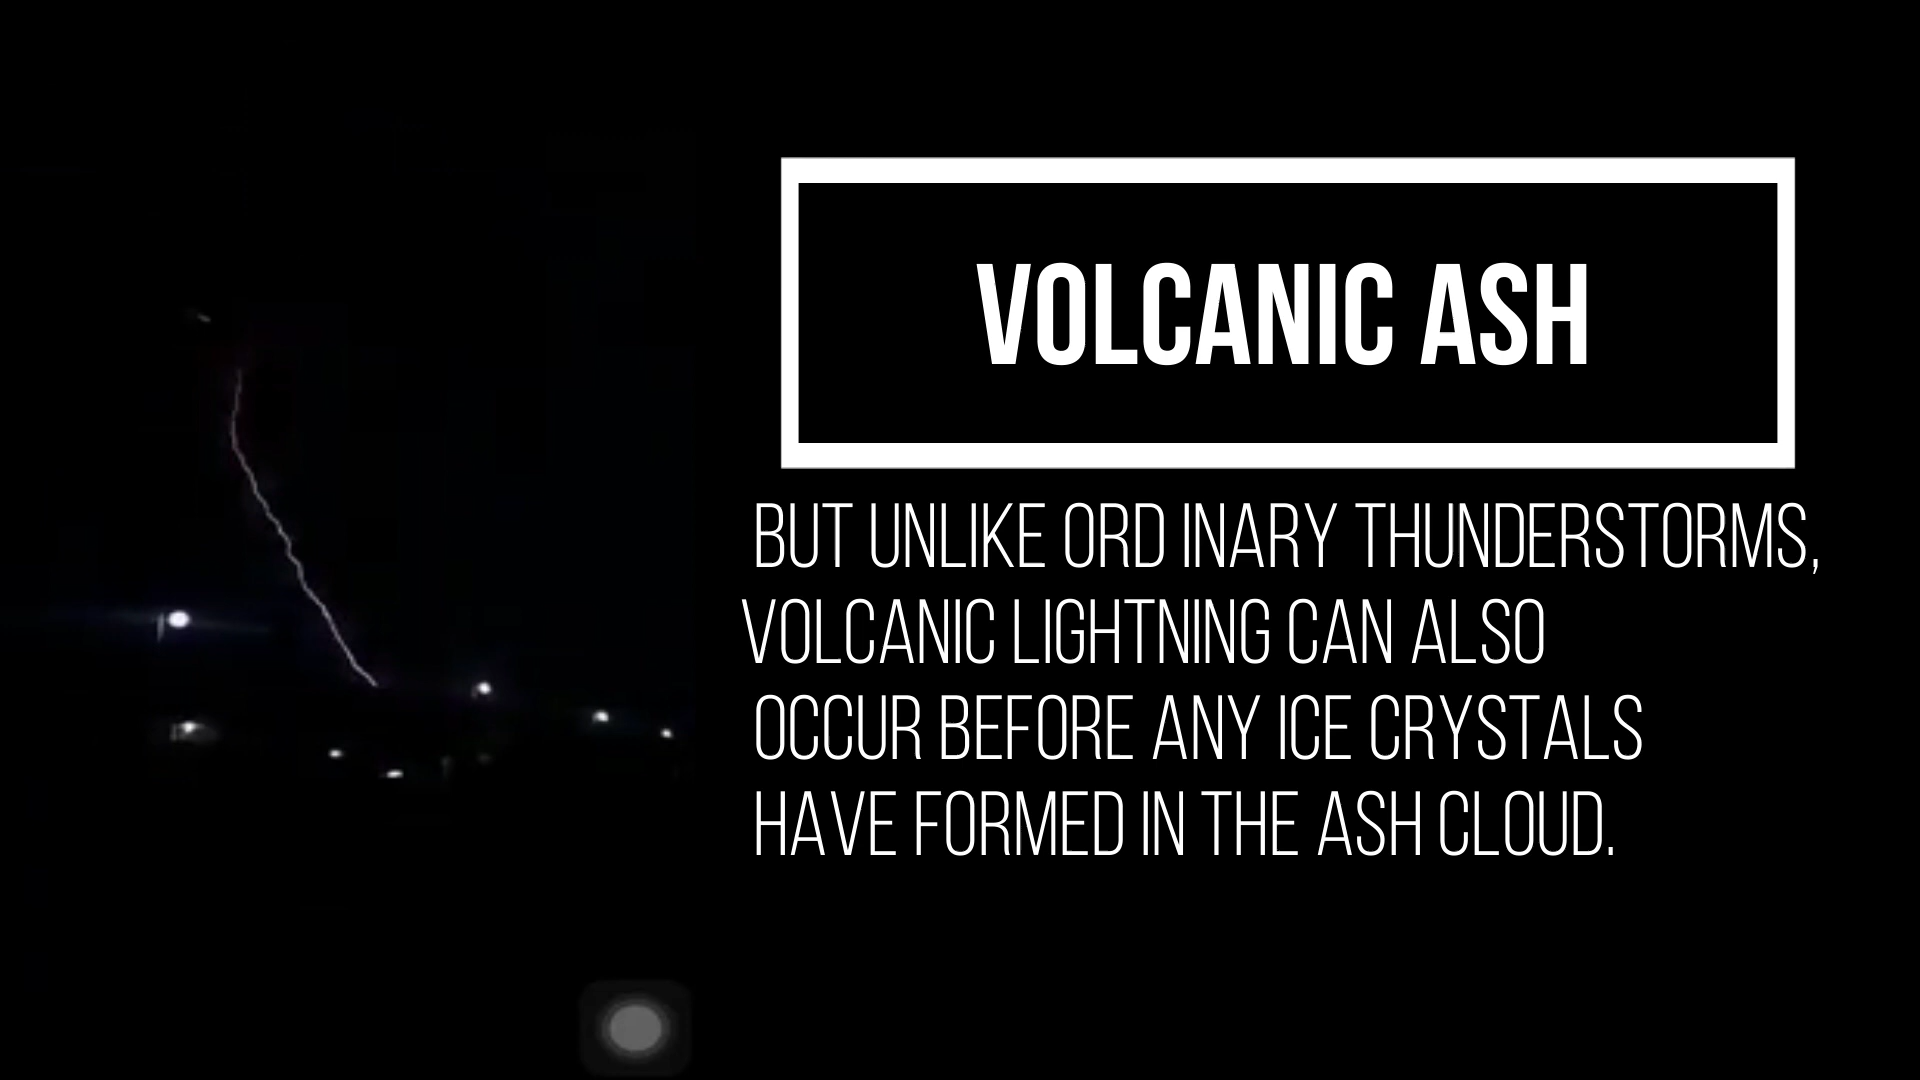 VOLCANIC ASH
BUT UNLIKE ORD INARY THUNDERSTORMS,
VOLCANIC LIGHTNING CAN ALSO
OCCUR BEFORE ANY ICE CRYSTALS
HAVE FORMED IN THE ASH CLOUD.